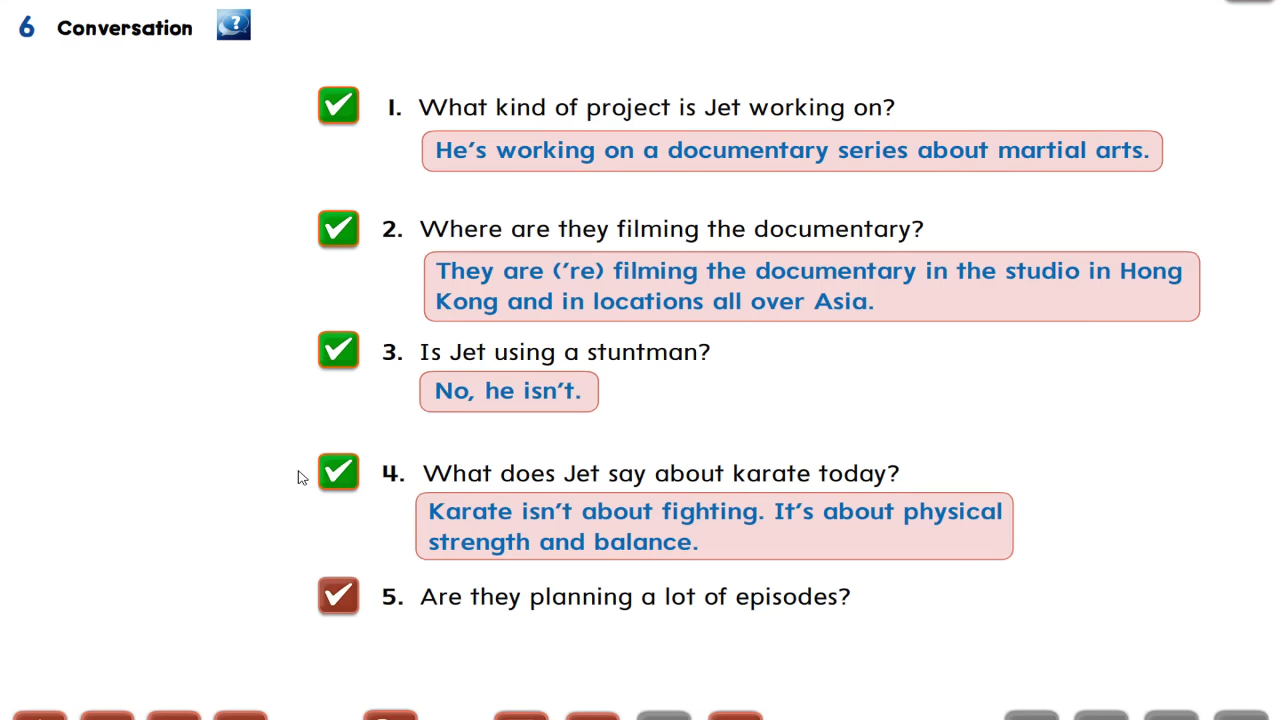 6 Conversation
1. What kind of project is Jet working on?
He's working on a documentary series about martial arts.
2. Where are they filming the documentary?
They are ('re) filming the documentary in the studio in Hong
Kong and in locations all over Asia.
3. Is Jet using a stuntman?
No, he isn't.
4. What does Jet say about karate today?
Karate isn't about fighting. It's about physical
strength and balance.
5. Are they planning a lot of episodes?